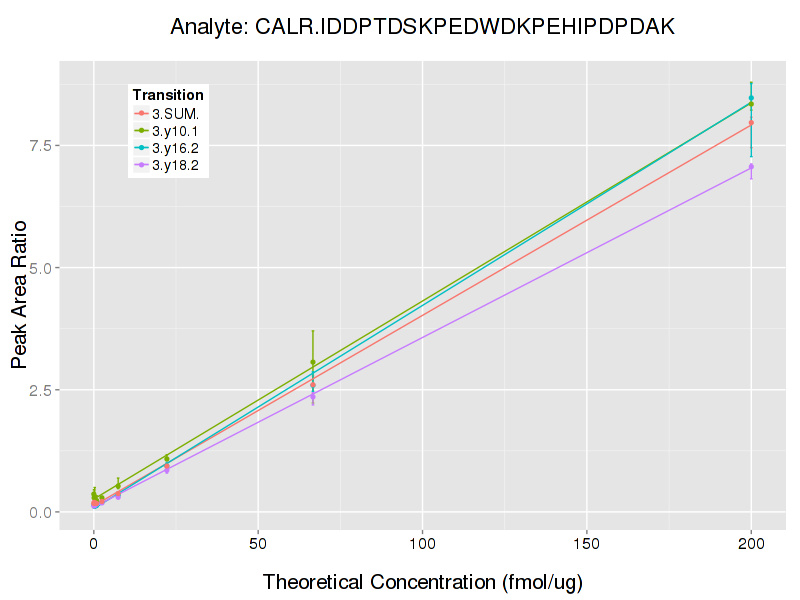 Analyte: CALR.IDDPTDSKPEDWDKPEHIPDPDAK
Transition
3.SUM.
3.y10.1
3.y16.2
3.y18.2
Peak Area Ratio
7.5
5.0
2.5
0.0
0 50 100 150 200
Theoretical Concentration (fmol/ug)